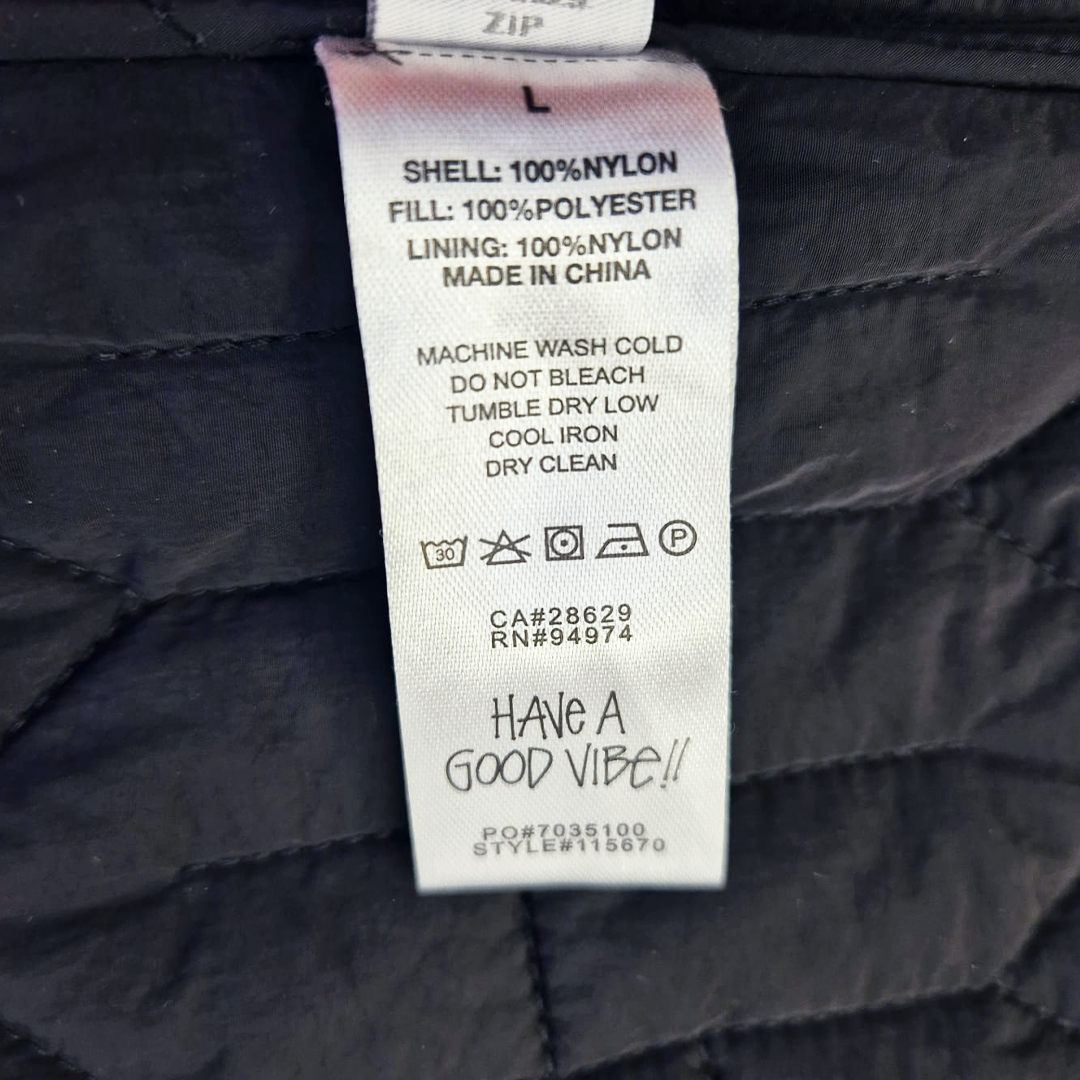 ZIP
L
SHELL: 100%NYLON
FILL: 100%POLYESTER
LINING: 100%NYLON
MADE IN CHINA
MACHINE WASH COLD
DO NOT BLEACH
TUMBLE DRY LOW
COOL IRON
DRY CLEAN
30 P
CA#28629
RN#94974
HAVe A
GOOD VIBe!!
PO#7035100
STYLE#115670